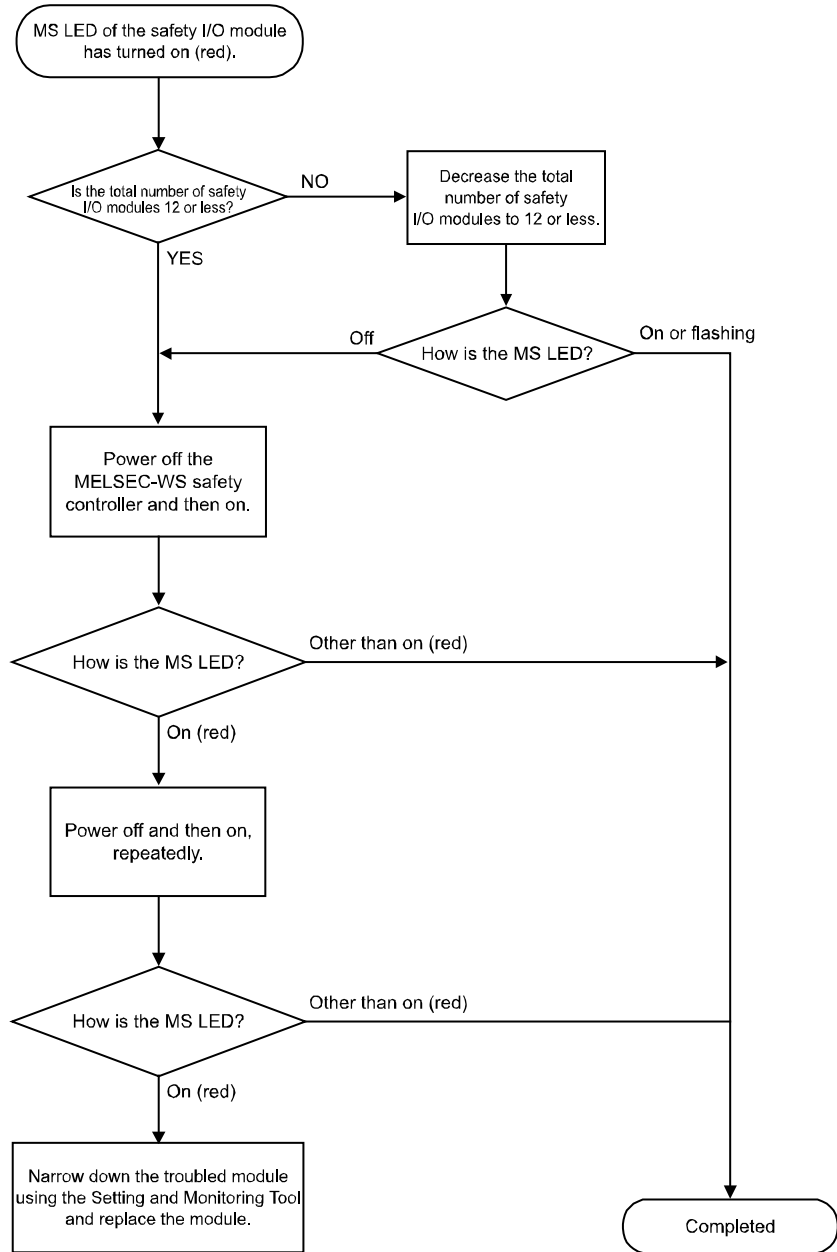 MS LED of the safety I/O module
has turned on (red).
Is the total number of safety
I/O modules 12 or less?
NO
Decrease the total
number of safety
I/O modules to 12 or less.
YES
Off
How is the MS LED?
On or flashing
Power off the
MELSEC-WS safety
controller and then on.
How is the MS LED?
Other than on (red)
On (red)
Power off and then on,
repeatedly.
How is the MS LED?
Other than on (red)
On (red)
Narrow down the troubled module
using the Setting and Monitoring Tool
and replace the module.
Completed